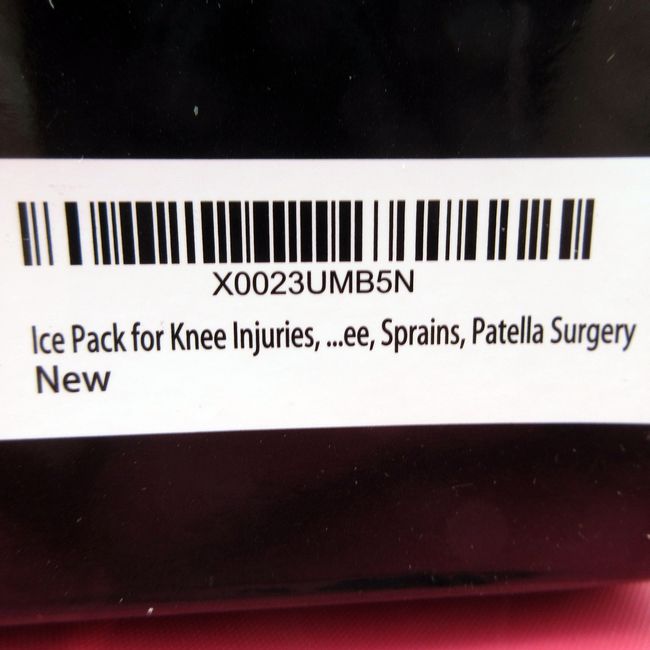 X0023UMB5N
Ice Pack for Knee Injuries, ...ee, Sprains, Patella Surgery
New